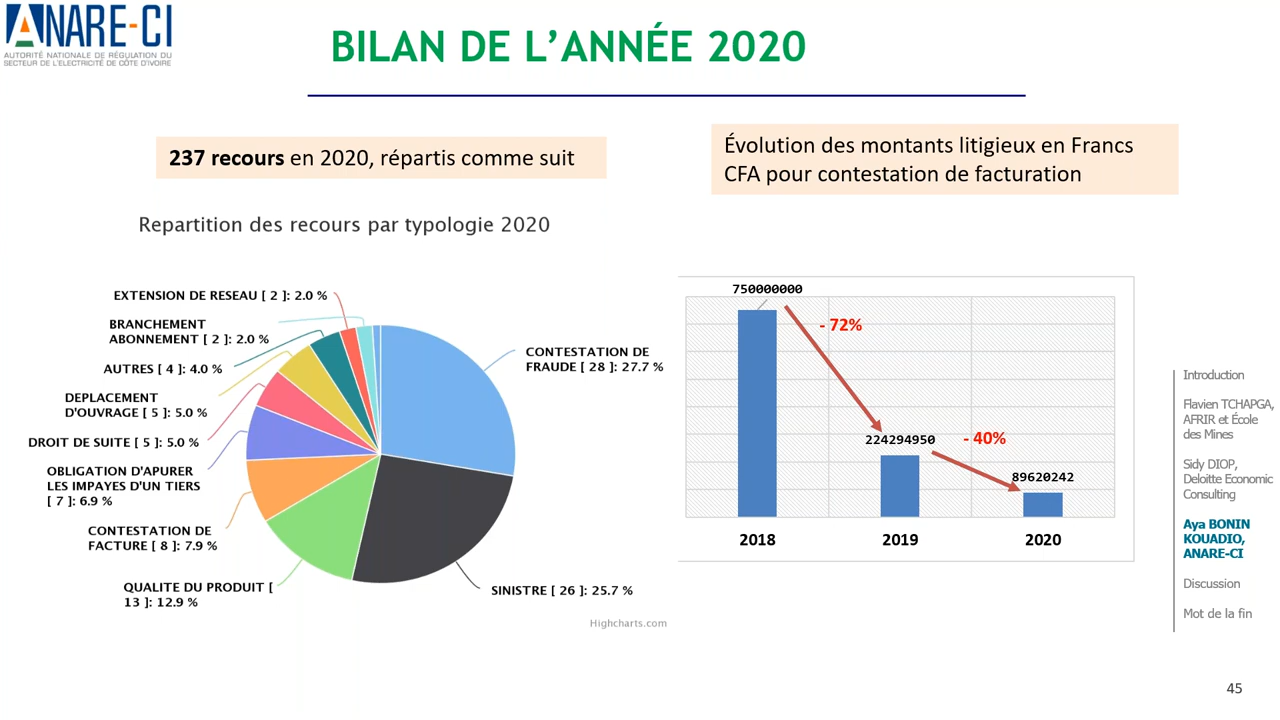 ANARE-CI
AUTORITÉ NATIONALE DE RÉGULATION DU
SECTEUR DE L'ELECTRICITÉ DE CÔTE D'IVOIRE
BILAN DE L'ANNÉE 2020
237 recours en 2020, répartis comme suit
Évolution des montants litigieux en Francs
CFA pour contestation de facturation
Repartition des recours par typologie 2020
EXTENSION DE RESEAU [ 2 ]: 2.0 %
BRANCHEMENT
ABONNEMENT [ 2 ]: 2.0 %
AUTRES [ 4 ]: 4.0 %
DEPLACEMENT
D'OUVRAGE [ 5 ]: 5.0 %
DROIT DE SUITE [ 5 ]: 5.0 %
OBLIGATION D'APURER
LES IMPAYES D'UN TIERS
[ 7 ]: 6.9 %
CONTESTATION DE
FACTURE [ 8 ]: 7.9 %
QUALITE DU PRODUIT [
13 ]: 12.9 %
CONTESTATION DE
FRAUDE [ 28 ]: 27.7 %
SINISTRE [ 26 ]: 25.7 %
Highcharts.com
750000000
- 72%
224294950
- 40%
89620242
2018
2019
2020
Introduction
Flavien TCHAPGA,
AFRIR et École
des Mines
Sidy DIOP,
Deloitte Economic
Consulting
Aya BONIN
KOUADIO,
ANARE-CI
Discussion
Mot de la fin
45